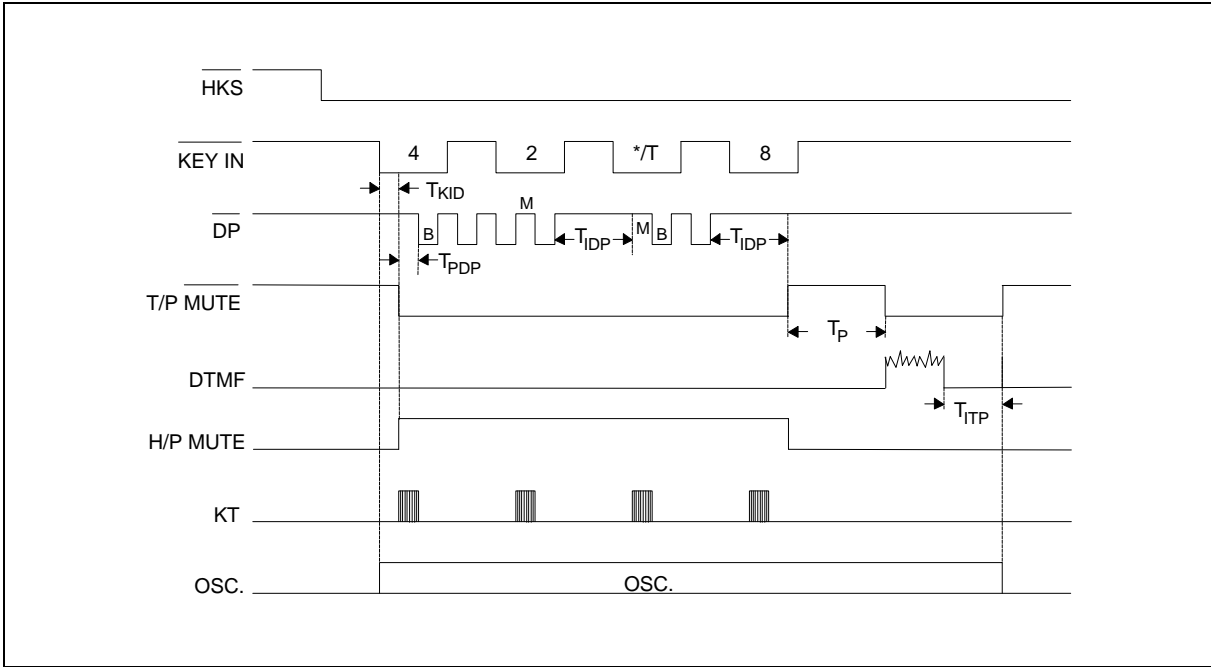 HKS
KEY IN
4
2
*/T
8
TKID
M
DP
B
TIDP
M
B
TIDP
TPDP
T/P MUTE
TP
DTMF
TITP
H/P MUTE
KT
OSC.
OSC.